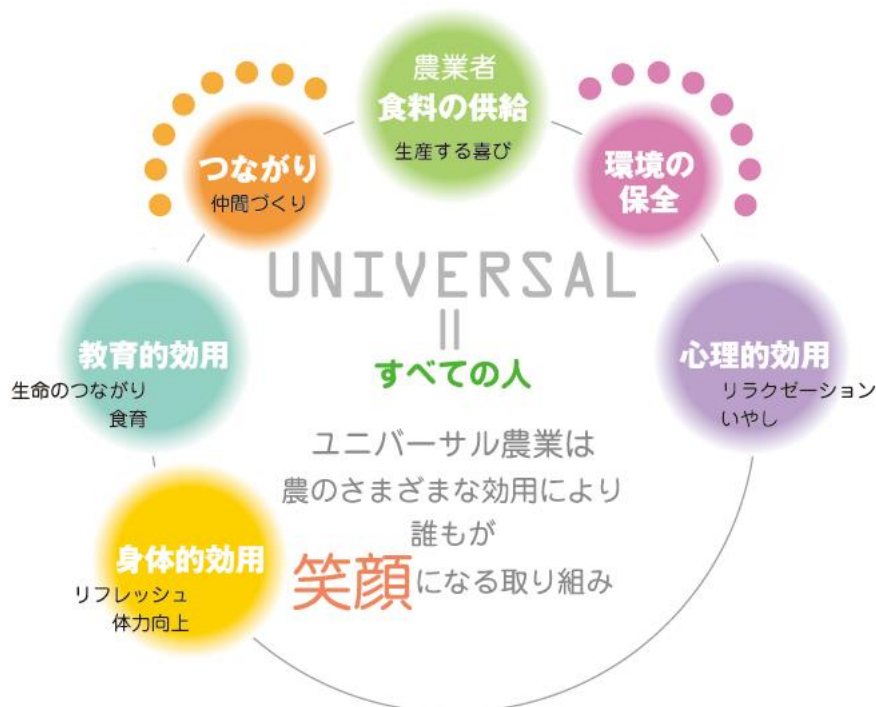 農業者
食料の供給
生産する喜び
つながり
仲間づくり
環境の
保全
UNIVERSAL
=
すべての人
教育的効用
生命のつながり
食育
心理的効用
リラクゼーション
いやし
ユニバーサル農業は
農のさまざまな効用により
誰もが
笑顔になる取り組み
身体的効用
リフレッシュ
体力向上